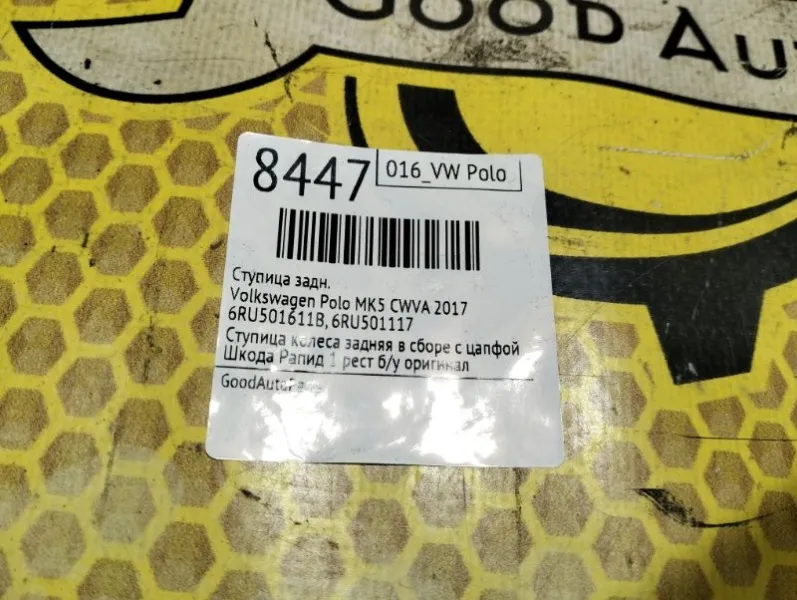 GOOD AU
8447
016_VW Polo
Ступица задн.
Volkswagen Polo MK5 CWVA 2017
6RU501611B, 6RU501117
Ступица колеса задняя в сборе с цапфой
Шкода Рапид 1 рест б/у оригинал
GoodAutoParts